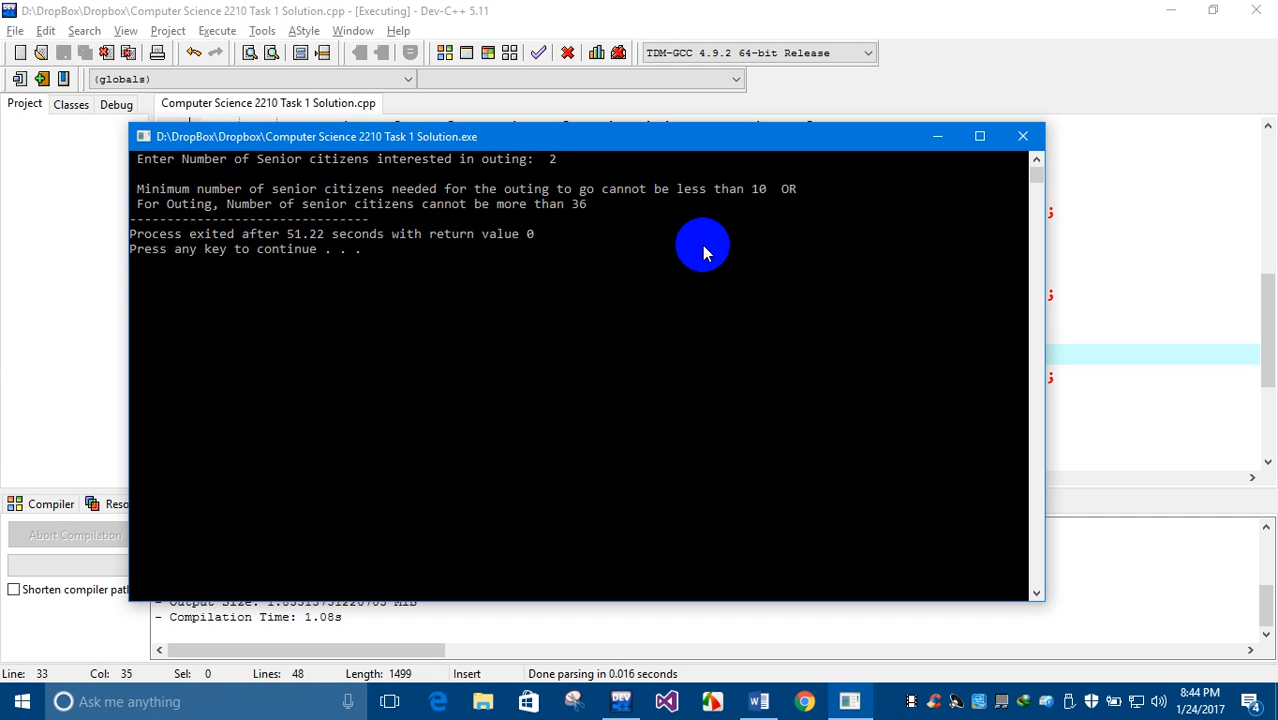 D:\DropBox\Dropbox\Computer Science 2210 Task 1 Solution.cpp - [Executing] - Dev-C++ 5.11
File Edit Search View Project Execute Tools AStyle Window Help
TDM-GCC 4.9.2 64-bit Release
(globals)
Project Classes Debug Computer Science 2210 Task 1 Solution.cpp
D:\DropBox\Dropbox\Computer Science 2210 Task 1 Solution.exe
Enter Number of Senior citizens interested in outing:  2
Minimum number of senior citizens needed for the outing to go cannot be less than 10  OR
For Outing, Number of senior citizens cannot be more than 36
--------------------------------
Process exited after 51.22 seconds with return value 0
Press any key to continue . . .
;
;
;
Compiler Reso
Abort Compilation
Shorten compiler pat
- Compilation Time: 1.08s
Line: 33 Col: 35 Sel: 0 Lines: 48 Length: 1499 Insert Done parsing in 0.016 seconds
Ask me anything
DEV
8:44 PM
1/24/2017
4